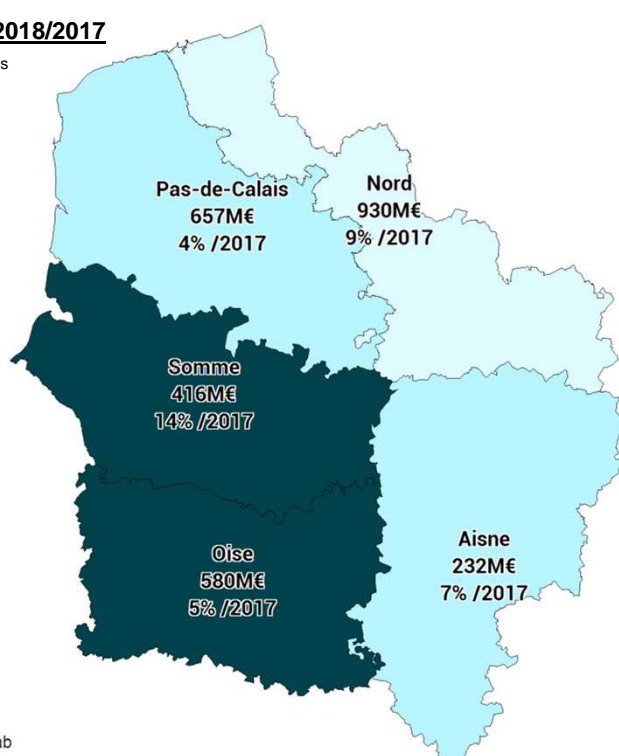 2018/2017
s
Pas-de-Calais
657M€
4% /2017
Nord
930M€
9% /2017
Somme
416M€
14% /2017
Oise
580M€
5% /2017
Aisne
232M€
7% /2017
ab